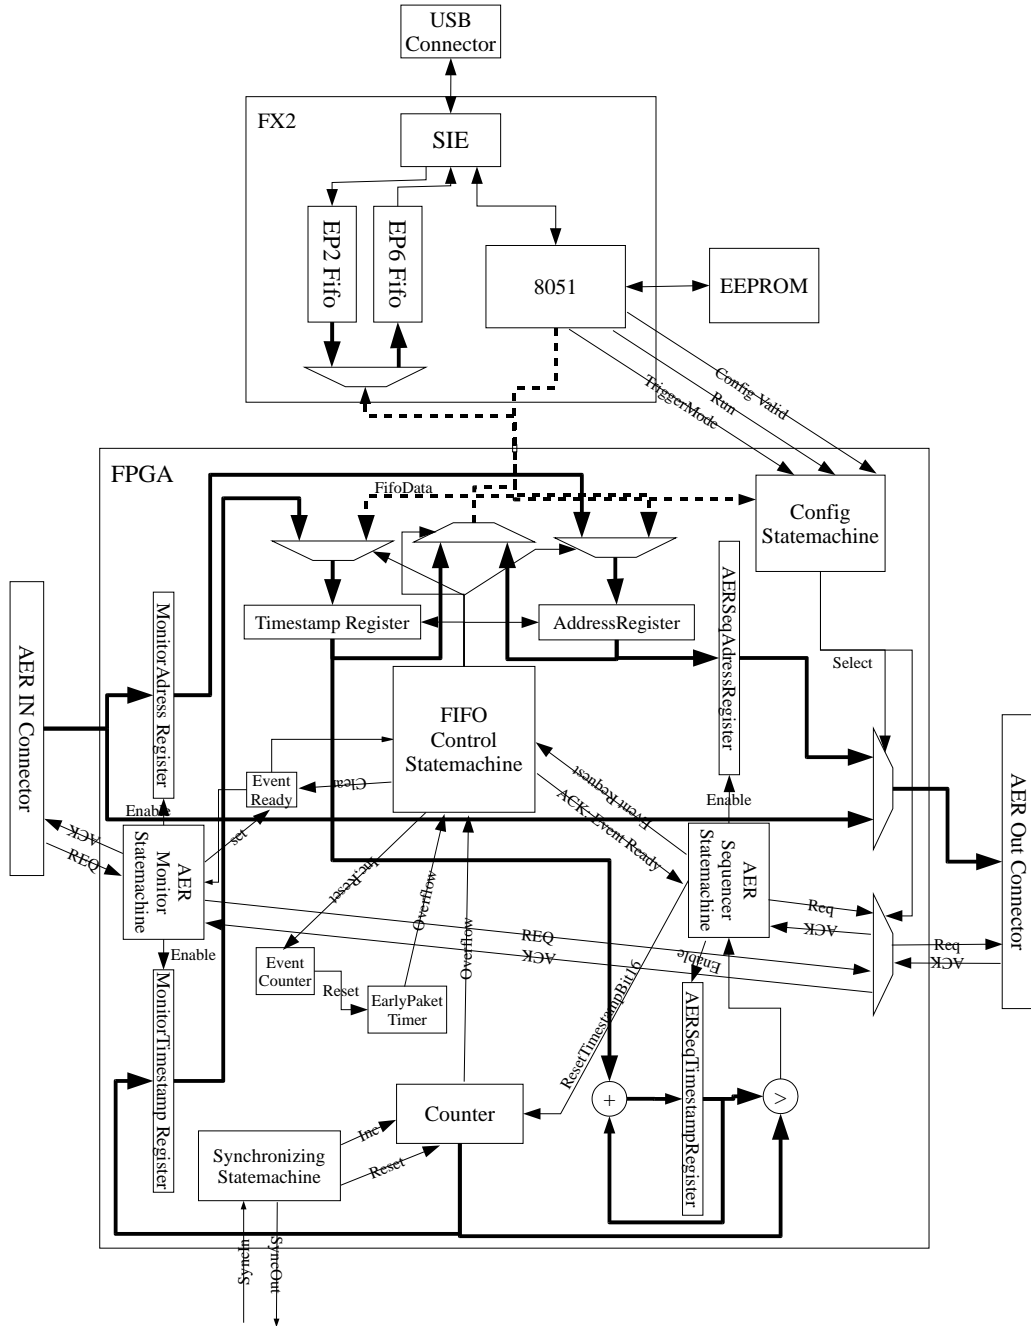 USB
Connector
FX2
SIE
EP2 Fifo
EP6 Fifo
8051
EEPROM
Config Valid
Run
TriggerMode
FPGA
FifoData
Config
Statemachine
Timestamp Register
AddressRegister
MonitorAdress Register
AERSeqAdressRegister
AER IN Connector
Select
FIFO
Control
Statemachine
Event
Ready
Clear
Event Request
ACK: Event Ready
Enable
Enable
set
ACK
REQ
AER
Monitor
Statemachine
AER
Sequencer
Statemachine
AER Out Connector
Inc,Reset
Overflow
Overflow
REQ
ACK
Req
ACK
Req
ACK
Enable
Enable
Event
Counter
Reset
EarlyPaket
Timer
MonitorTimestamp Register
ResetTimestampBit16
AERSeqTimestampRegister
+
>
Counter
Inc
Reset
Synchronizing
Statemachine
SyncIn
SyncOut